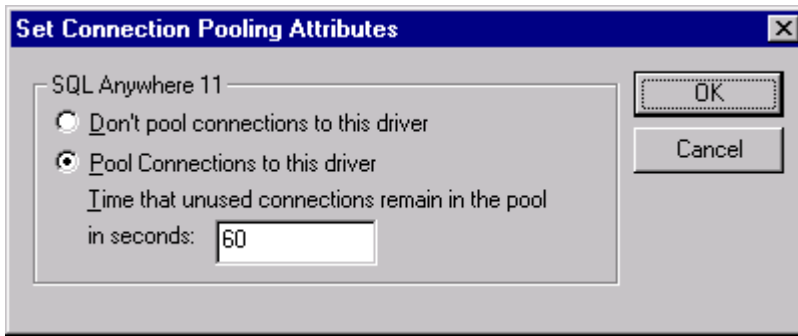 Set Connection Pooling Attributes
SQL Anywhere 11
Don't pool connections to this driver
Pool Connections to this driver
Time that unused connections remain in the pool
in seconds: 60
OK
Cancel